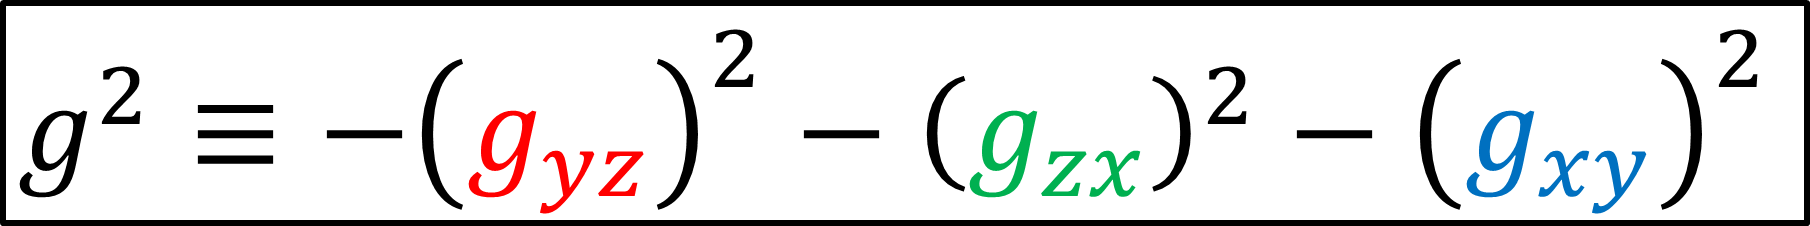 g² ≡ −(g_yz)² − (g_zx)² − (g_xy)²